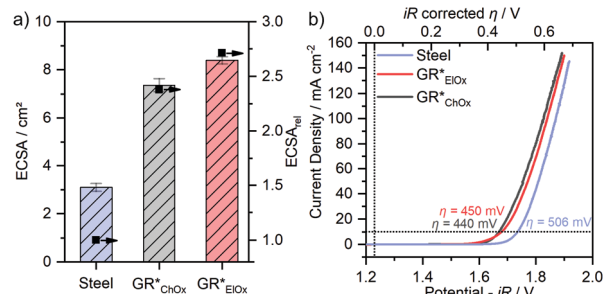 a)
ECSA / cm²
10
8
6
4
2
0
3.0
2.5
2.0
1.5
1.0
ECSA_rel
Steel
GR*ChOx
GR*ElOx
b)
iR corrected η / V
0.0
0.2
0.4
0.6
Current Density / mA cm⁻²
160
140
120
100
80
60
40
20
0
Steel
GR*ElOx
GR*ChOx
η = 450 mV
η = 440 mV
η = 506 mV
1.2
1.4
1.6
1.8
2.0
Potential - iR / V